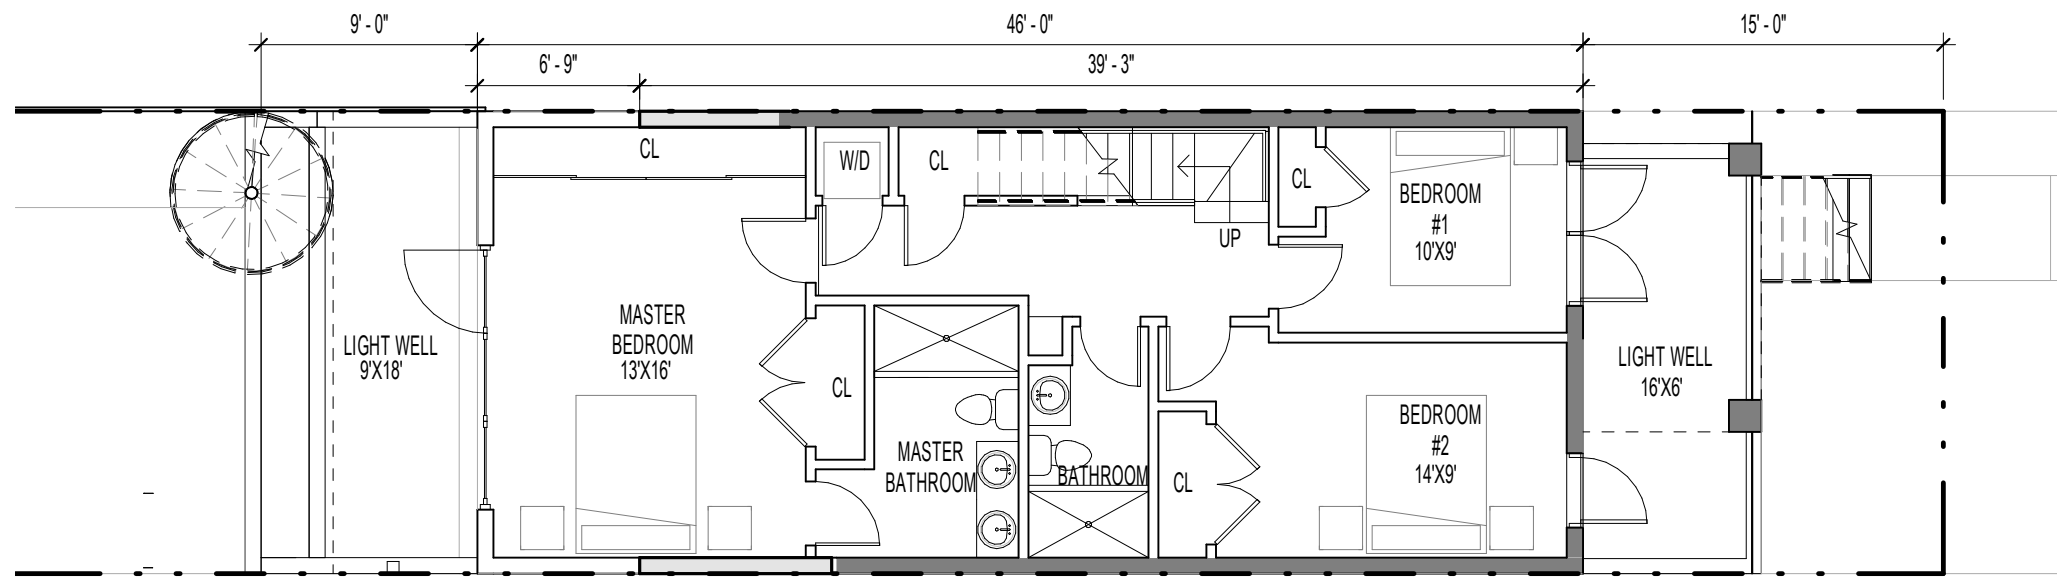 9' - 0"
46' - 0"
15' - 0"
6' - 9"
39' - 3"
CL
W/D
CL
CL
BEDROOM
#1
10'X9'
UP
MASTER
BEDROOM
13'X16'
LIGHT WELL
9'X18'
LIGHT WELL
16'X6'
CL
BEDROOM
#2
14'X9'
MASTER
BATHROOM
BATHROOM
CL